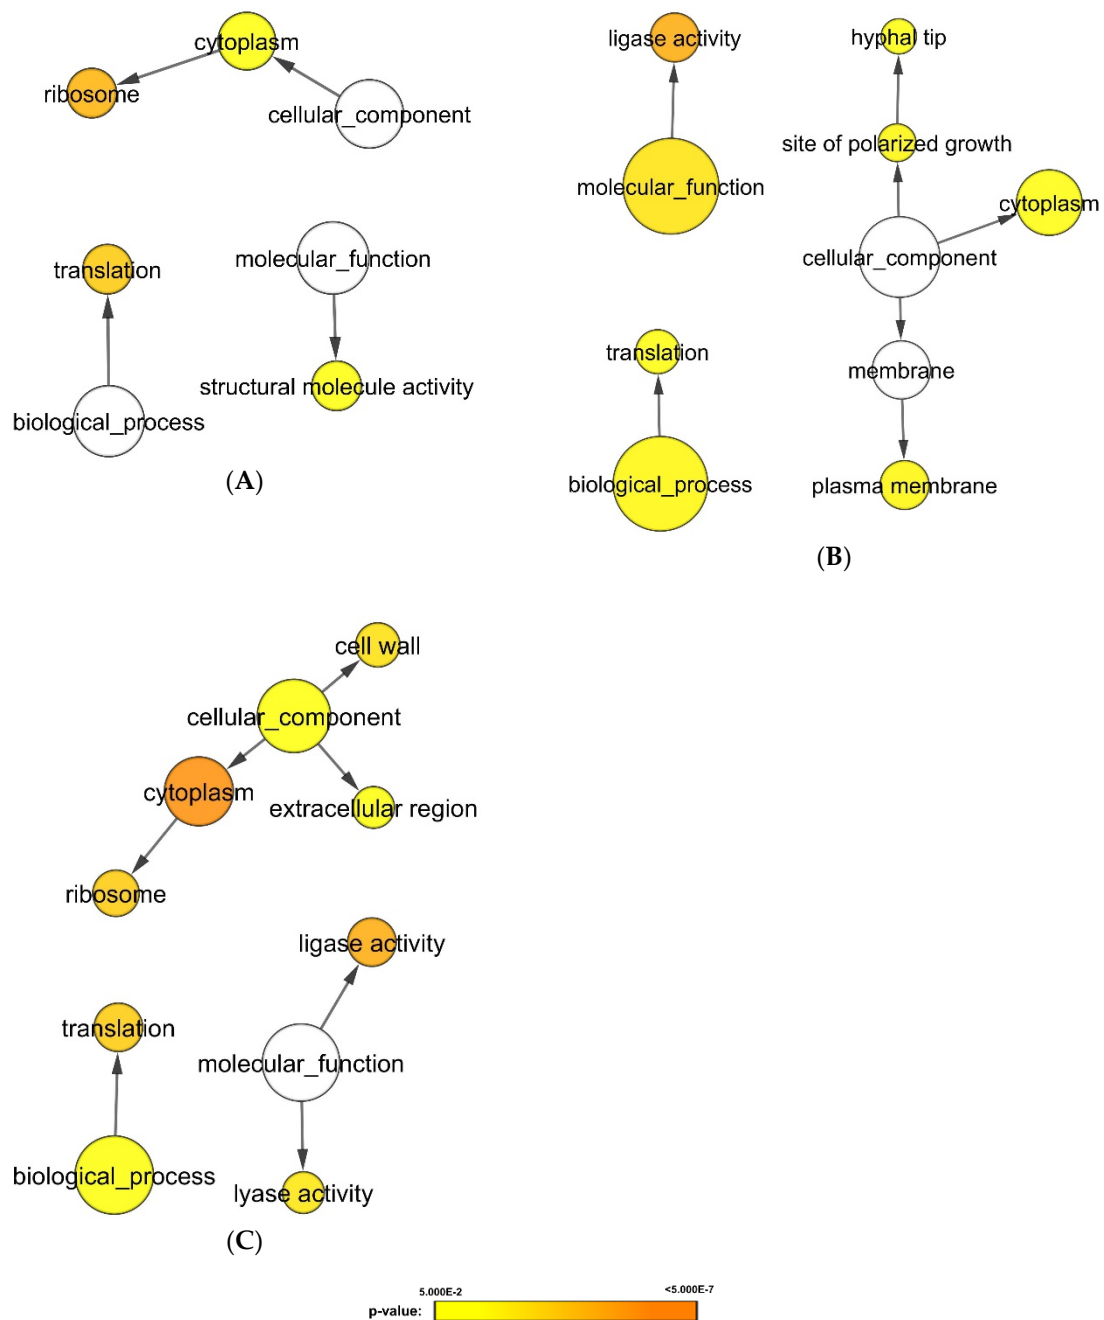 cytoplasm
ribosome
cellular_component
translation
molecular_function
structural molecule activity
biological_process
(A)
ligase activity
hyphal tip
site of polarized growth
molecular_function
cytoplasm
cellular_component
translation
membrane
biological_process
plasma membrane
(B)
cell wall
cellular_component
cytoplasm
extracellular region
ribosome
ligase activity
translation
molecular_function
biological_process
lyase activity
(C)
5.000E-2
<5.000E-7
p-value: